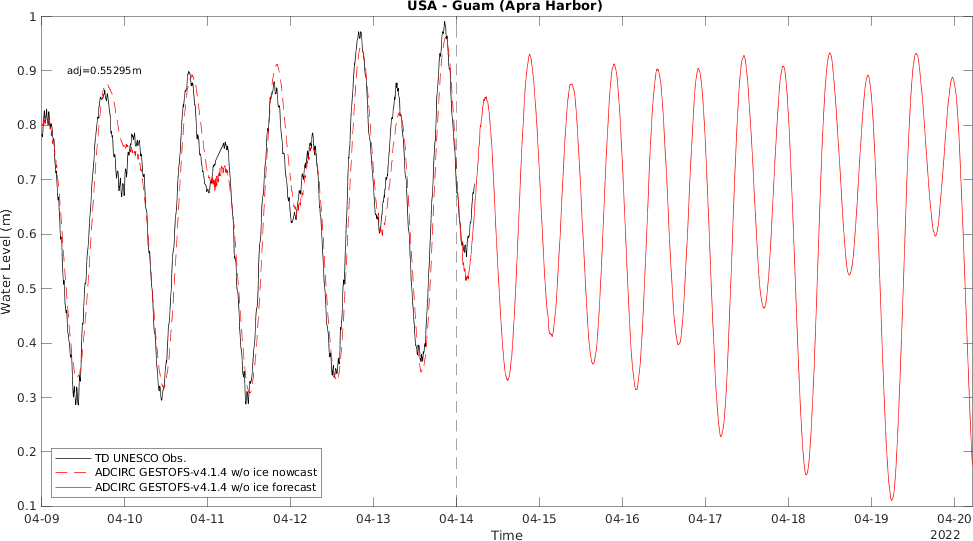 USA - Guam (Apra Harbor)
1
adj=0.55295m
0.9
0.8
0.7
0.6
0.5
0.4
0.3
0.2
0.1
Water Level (m)
TD UNESCO Obs.
ADCIRC GESTOFS-v4.1.4 w/o ice nowcast
ADCIRC GESTOFS-v4.1.4 w/o ice forecast
04-09 04-10 04-11 04-12 04-13 04-14 04-15 04-16 04-17 04-18 04-19 04-20
Time
2022